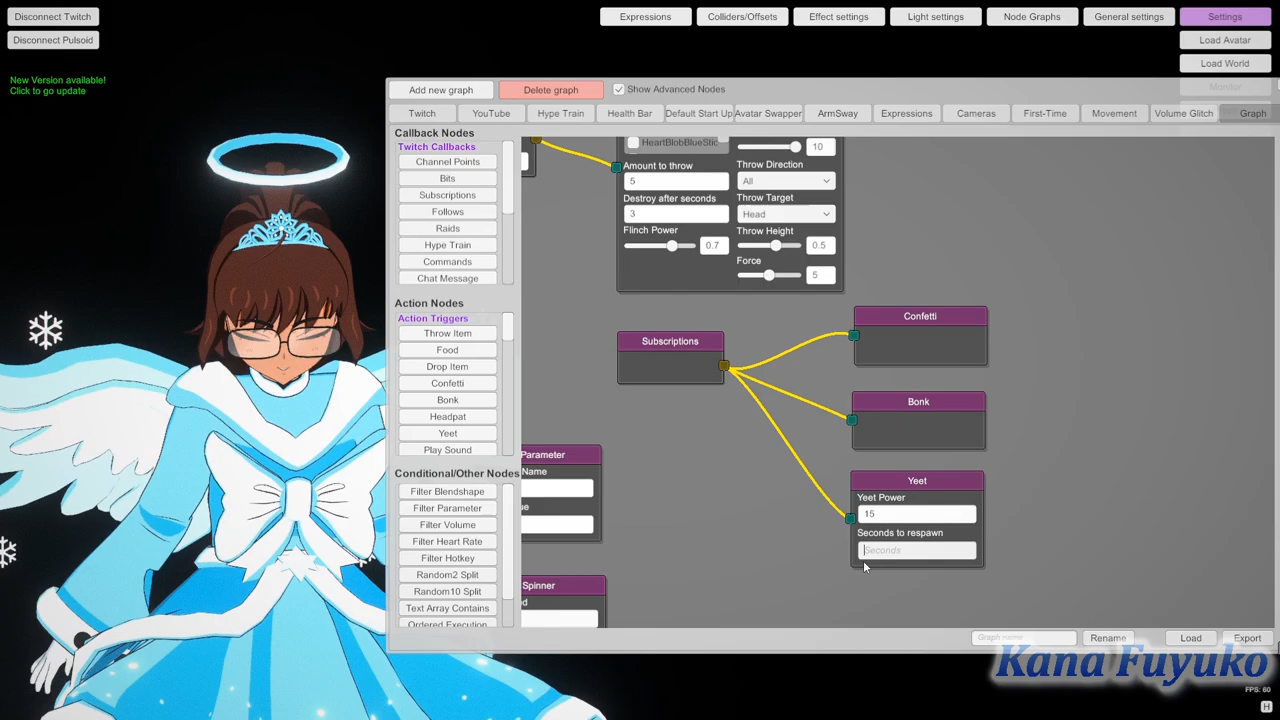 Disconnect Twitch
Disconnect Pulsoid
New Version available!
Click to go update
Expressions
Colliders/Offsets
Effect settings
Light settings
Node Graphs
General settings
Settings
Load Avatar
Load World
Monitor
Add new graph
Delete graph
Show Advanced Nodes
Twitch
YouTube
Hype Train
Health Bar
Default Start Up
Avatar Swapper
ArmSway
Expressions
Cameras
First-Time
Movement
Volume Glitch
Graph
Callback Nodes
Twitch Callbacks
Channel Points
Bits
Subscriptions
Follows
Raids
Hype Train
Commands
Chat Message
Action Nodes
Action Triggers
Throw Item
Food
Drop Item
Confetti
Bonk
Headpat
Yeet
Play Sound
Conditional/Other Nodes
Filter Blendshape
Filter Parameter
Filter Volume
Filter Heart Rate
Filter Hotkey
Random2 Split
Random10 Split
Text Array Contains
Ordered Execution
HeartBlobBlueStic
Amount to throw
5
Destroy after seconds
3
Flinch Power
0.7
10
Throw Direction
All
Throw Target
Head
Throw Height
0.5
Force
5
Subscriptions
Confetti
Bonk
Yeet
Yeet Power
15
Seconds to respawn
Seconds
Parameter
Name
ue
Spinner
d
Graph name
Rename
Load
Export
Kana Fuyuko
FPS: 60
H